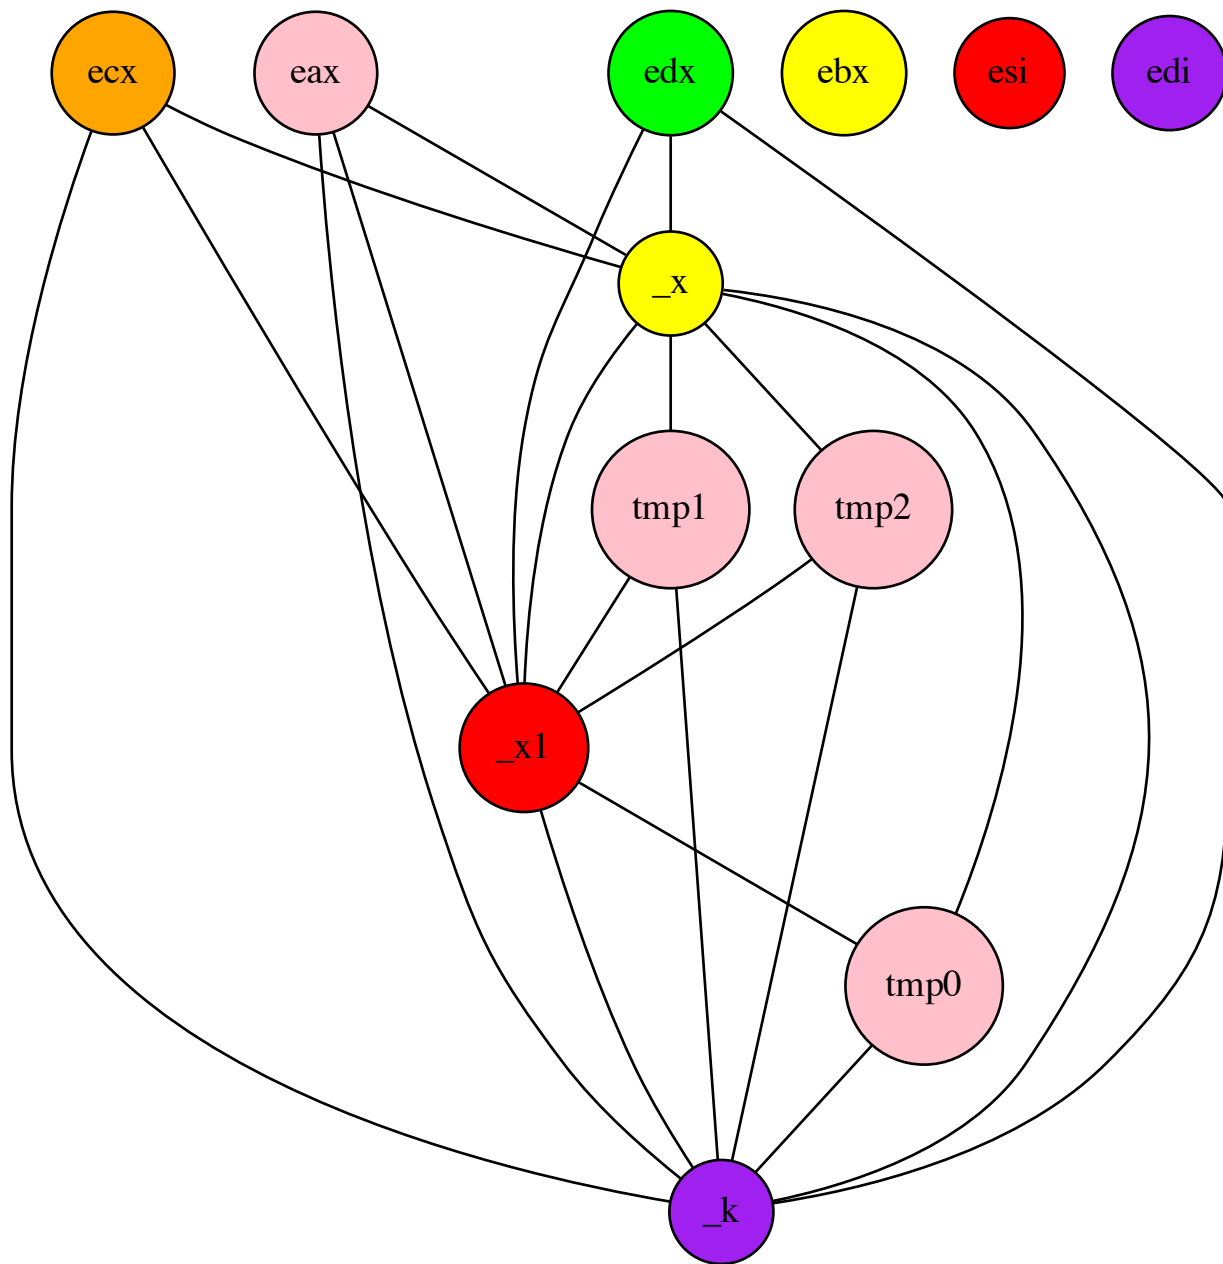 ecx eax edx ebx esi edi
_x
tmp1 tmp2
_x1
tmp0
_k